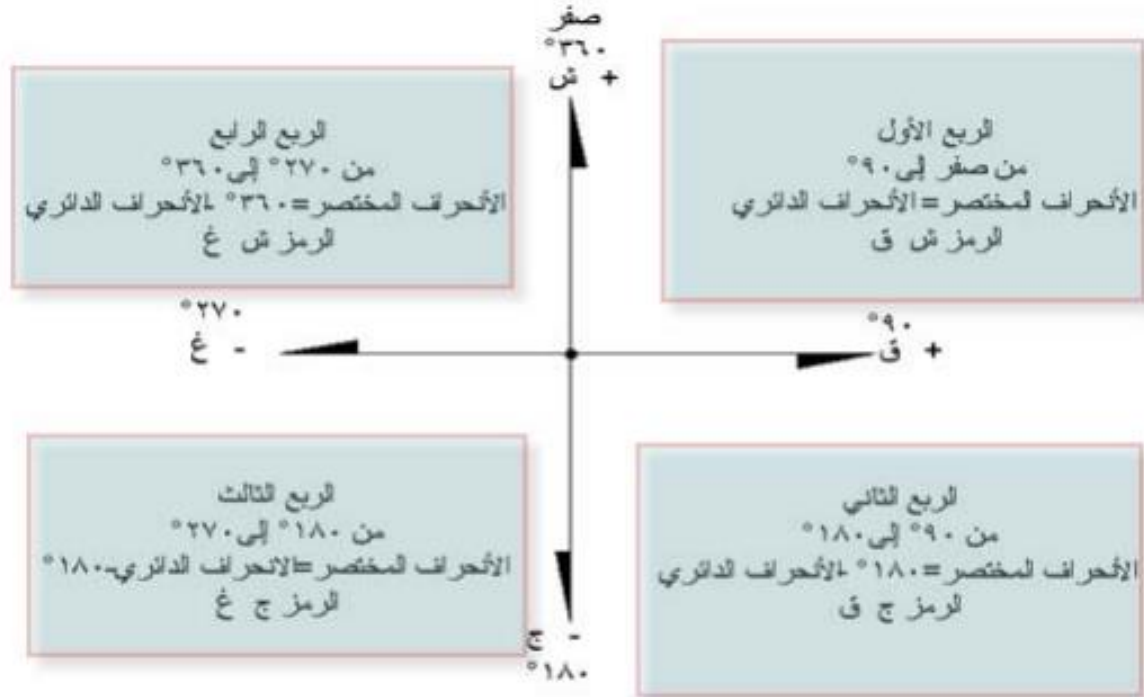 صفر
٣٦٠°
+ ش
الربع الأول
من صفر إلى ٩٠°
الأنحراف المختصر = الأنحراف الدائري
الرمز ش ق
الربع الرابع
من ٢٧٠° إلى ٣٦٠°
الأنحراف المختصر = ٣٦٠° -الأنحراف الدائري
الرمز ش غ
٩٠°
+ ق
٢٧٠°
- غ
الربع الثاني
من ٩٠° إلى ١٨٠°
الأنحراف المختصر = ١٨٠° -الأنحراف الدائري
الرمز ج ق
الربع الثالث
من ١٨٠° إلى ٢٧٠°
الأنحراف المختصر =الانحراف الدائري-١٨٠°
الرمز ج غ
- ج
١٨٠°